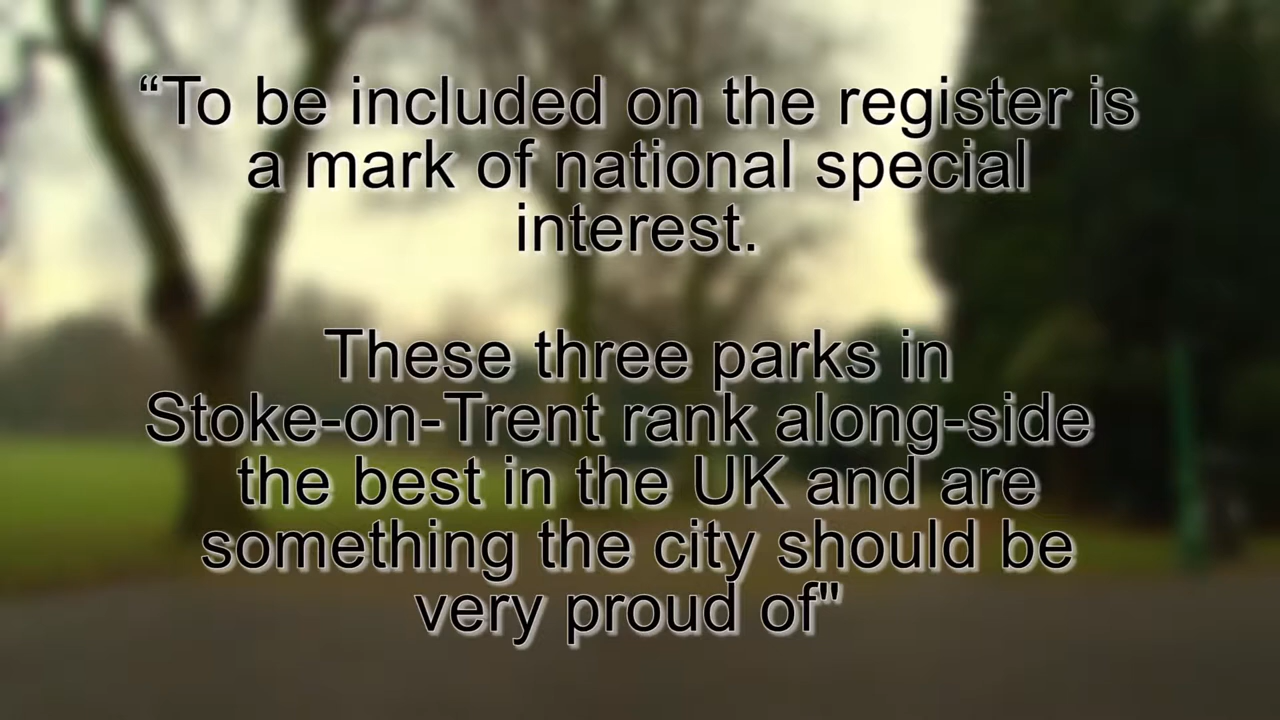 “To be included on the register is
a mark of national special
interest.
These three parks in
Stoke-on-Trent rank along-side
the best in the UK and are
something the city should be
very proud of"